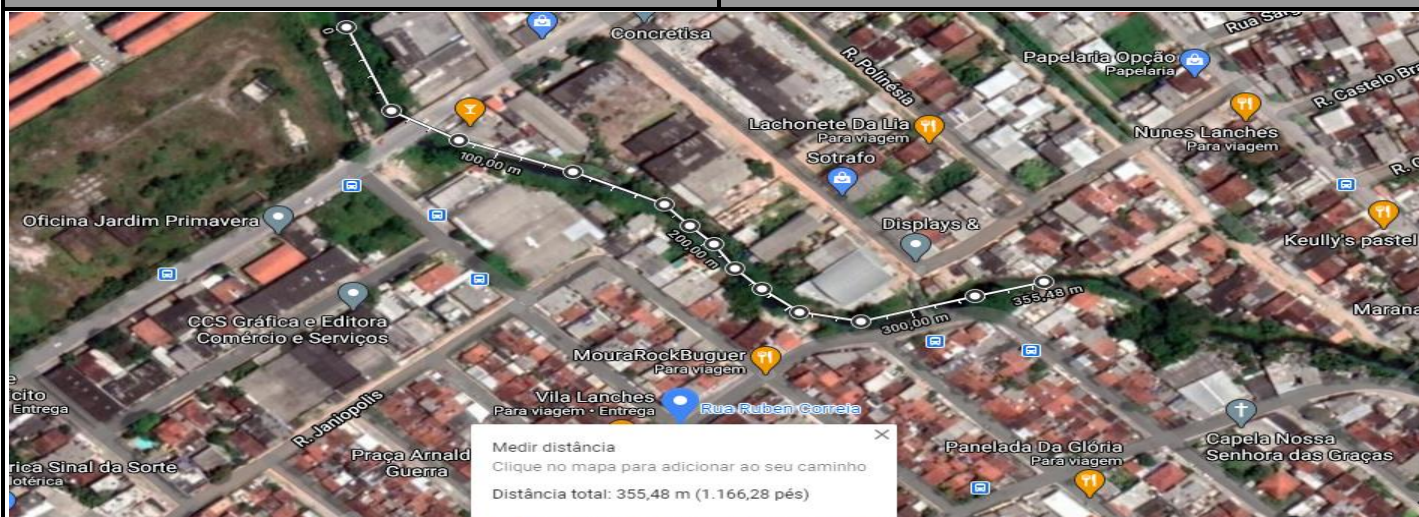 0
Concretisa
Rua Sarg
R. Polinésia
Papelaria Opção
Papelaria
R. Castelo Bra
Lachonete Da Lia
Para viagem
Nunes Lanches
Para viagem
Sotrafo
100,00 m
R. C
Oficina Jardim Primavera
Displays &
Keully's pastel
200,00 m
355,48 m
CCS Gráfica e Editora
Comércio e Serviços
300,00 m
Marana
MouraRockBuguer
Para viagem
cito
Entrega
Vila Lanches
Para viagem • Entrega
Rua Ruben Correia
R. Janiopolis
Praça Arnald
Guerra
rica Sinal da Sorte
lotérica
Panelada Da Glória
Para viagem
Capela Nossa
Senhora das Graças
Medir distância
Clique no mapa para adicionar ao seu caminho
Distância total: 355,48 m (1.166,28 pés)